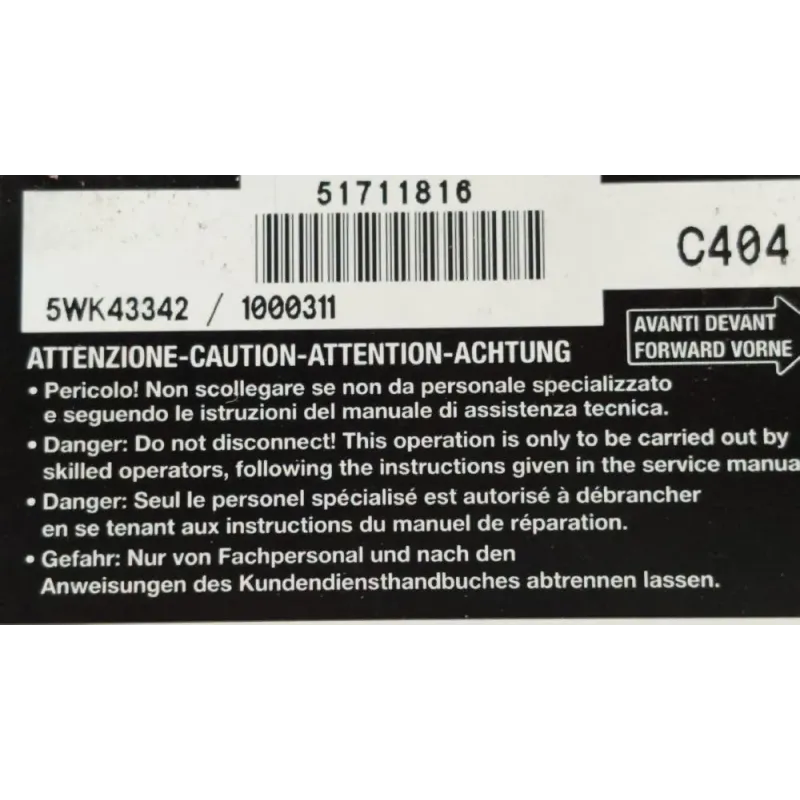 51711816
C404
5WK43342 / 1000311
AVANTI DEVANT
FORWARD VORNE
ATTENZIONE-CAUTION-ATTENTION-ACHTUNG
• Pericolo! Non scollegare se non da personale specializzato
e seguendo le istruzioni del manuale di assistenza tecnica.
• Danger: Do not disconnect! This operation is only to be carried out by
skilled operators, following the instructions given in the service manua
• Danger: Seul le personel spécialisé est autorisé à débrancher
en se tenant aux instructions du manuel de réparation.
• Gefahr: Nur von Fachpersonal und nach den
Anweisungen des Kundendiensthandbuches abtrennen lassen.